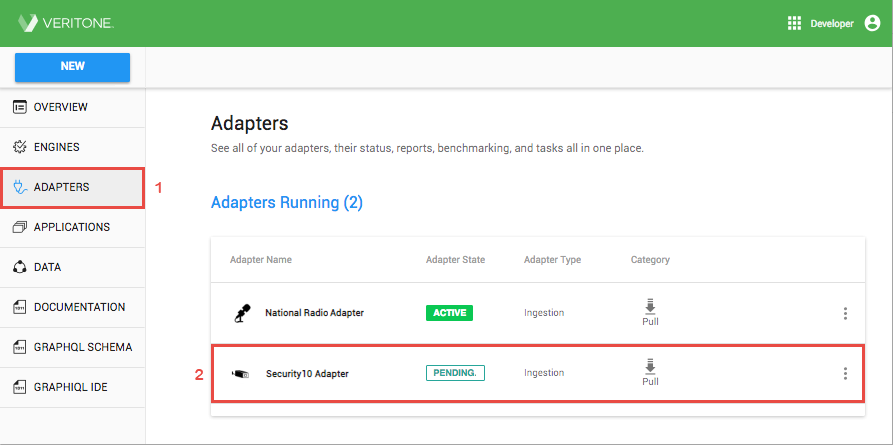 VERITONE
Developer
NEW
OVERVIEW
ENGINES
ADAPTERS
1
APPLICATIONS
DATA
DOCUMENTATION
GRAPHQL SCHEMA
GRAPHIQL IDE
Adapters
See all of your adapters, their status, reports, benchmarking, and tasks all in one place.
Adapters Running (2)
Adapter Name Adapter State Adapter Type Category
National Radio Adapter ACTIVE Ingestion Pull
2 Security10 Adapter PENDING. Ingestion Pull